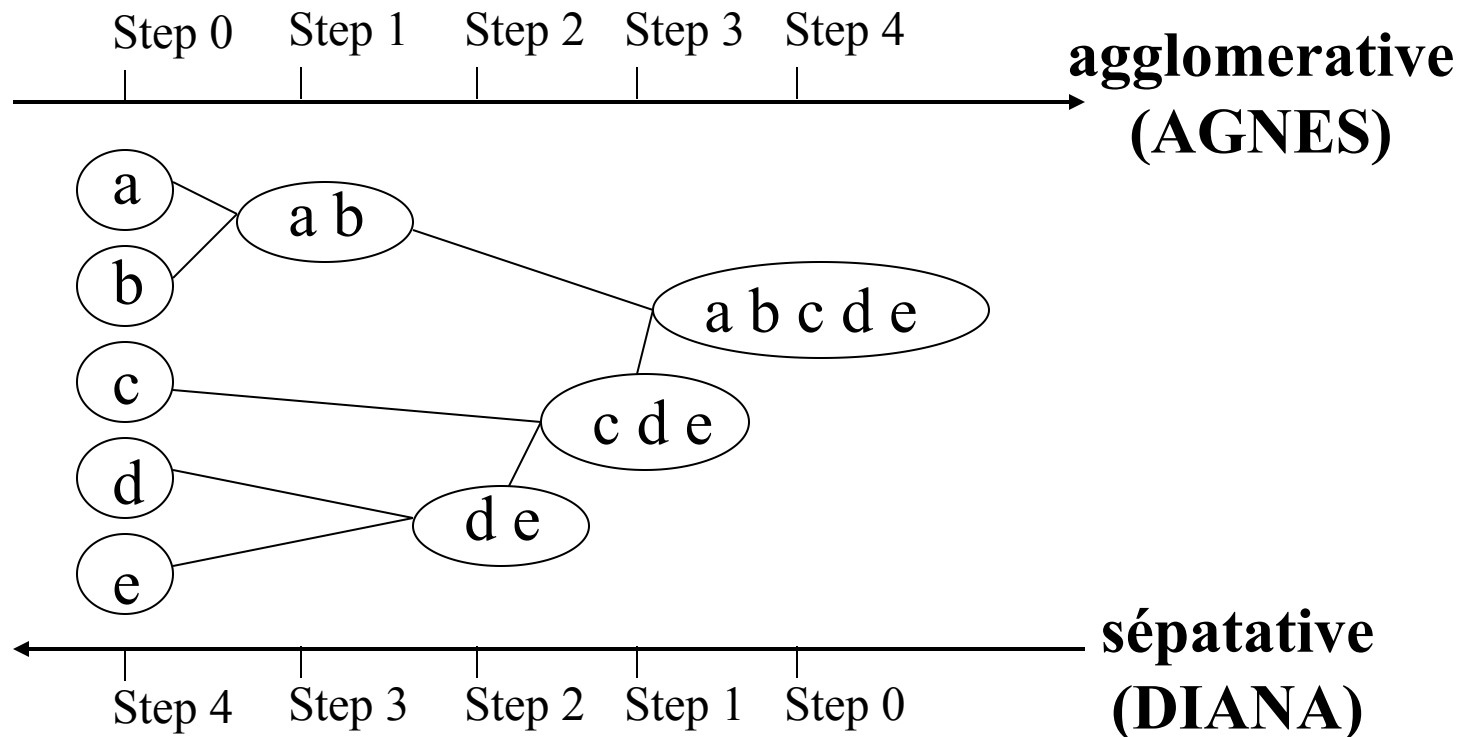 Step 0 Step 1 Step 2 Step 3 Step 4
agglomerative
(AGNES)
a
a b
b
a b c d e
c
c d e
d
d e
e
sépatative
(DIANA)
Step 4 Step 3 Step 2 Step 1 Step 0